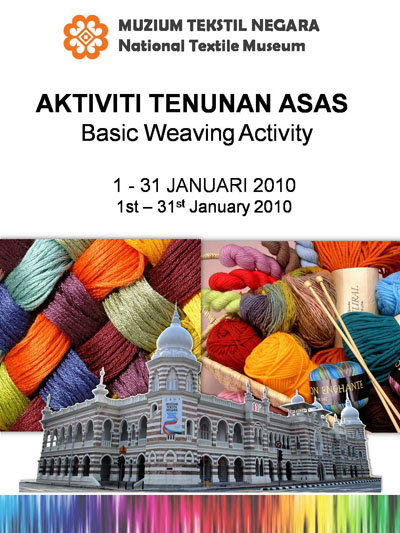 MUZIUM TEKSTIL NEGARA
National Textile Museum
AKTIVITI TENUNAN ASAS
Basic Weaving Activity
1 - 31 JANUARI 2010
1st – 31st January 2010